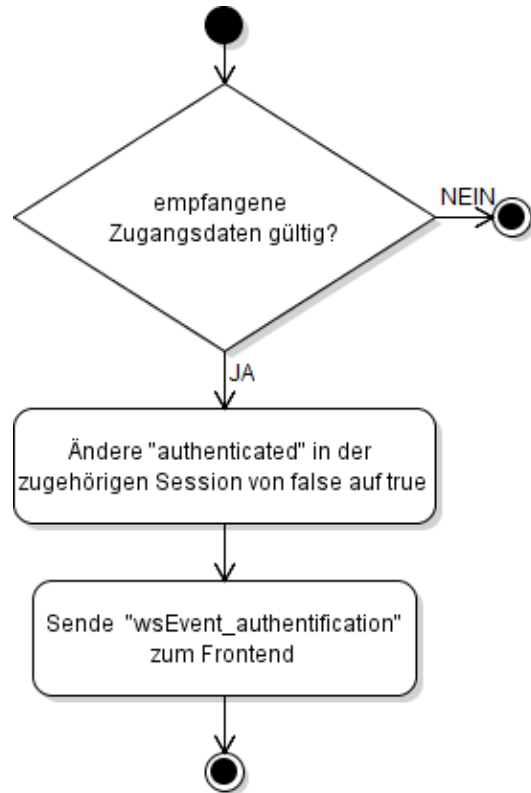 empfangene
Zugangsdaten gültig?
NEIN
JA
Ändere "authenticated" in der
zugehörigen Session von false auf true
Sende "wsEvent_authentification"
zum Frontend